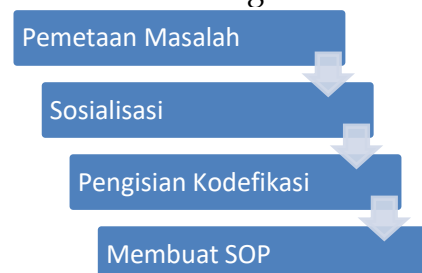 Pemetaan Masalah
Sosialisasi
Pengisian Kodefikasi
Membuat SOP